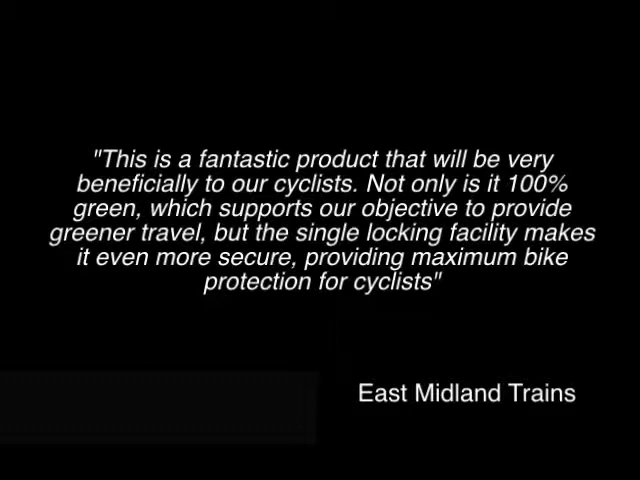 "This is a fantastic product that will be very
beneficially to our cyclists. Not only is it 100%
green, which supports our objective to provide
greener travel, but the single locking facility makes
it even more secure, providing maximum bike
protection for cyclists"
East Midland Trains